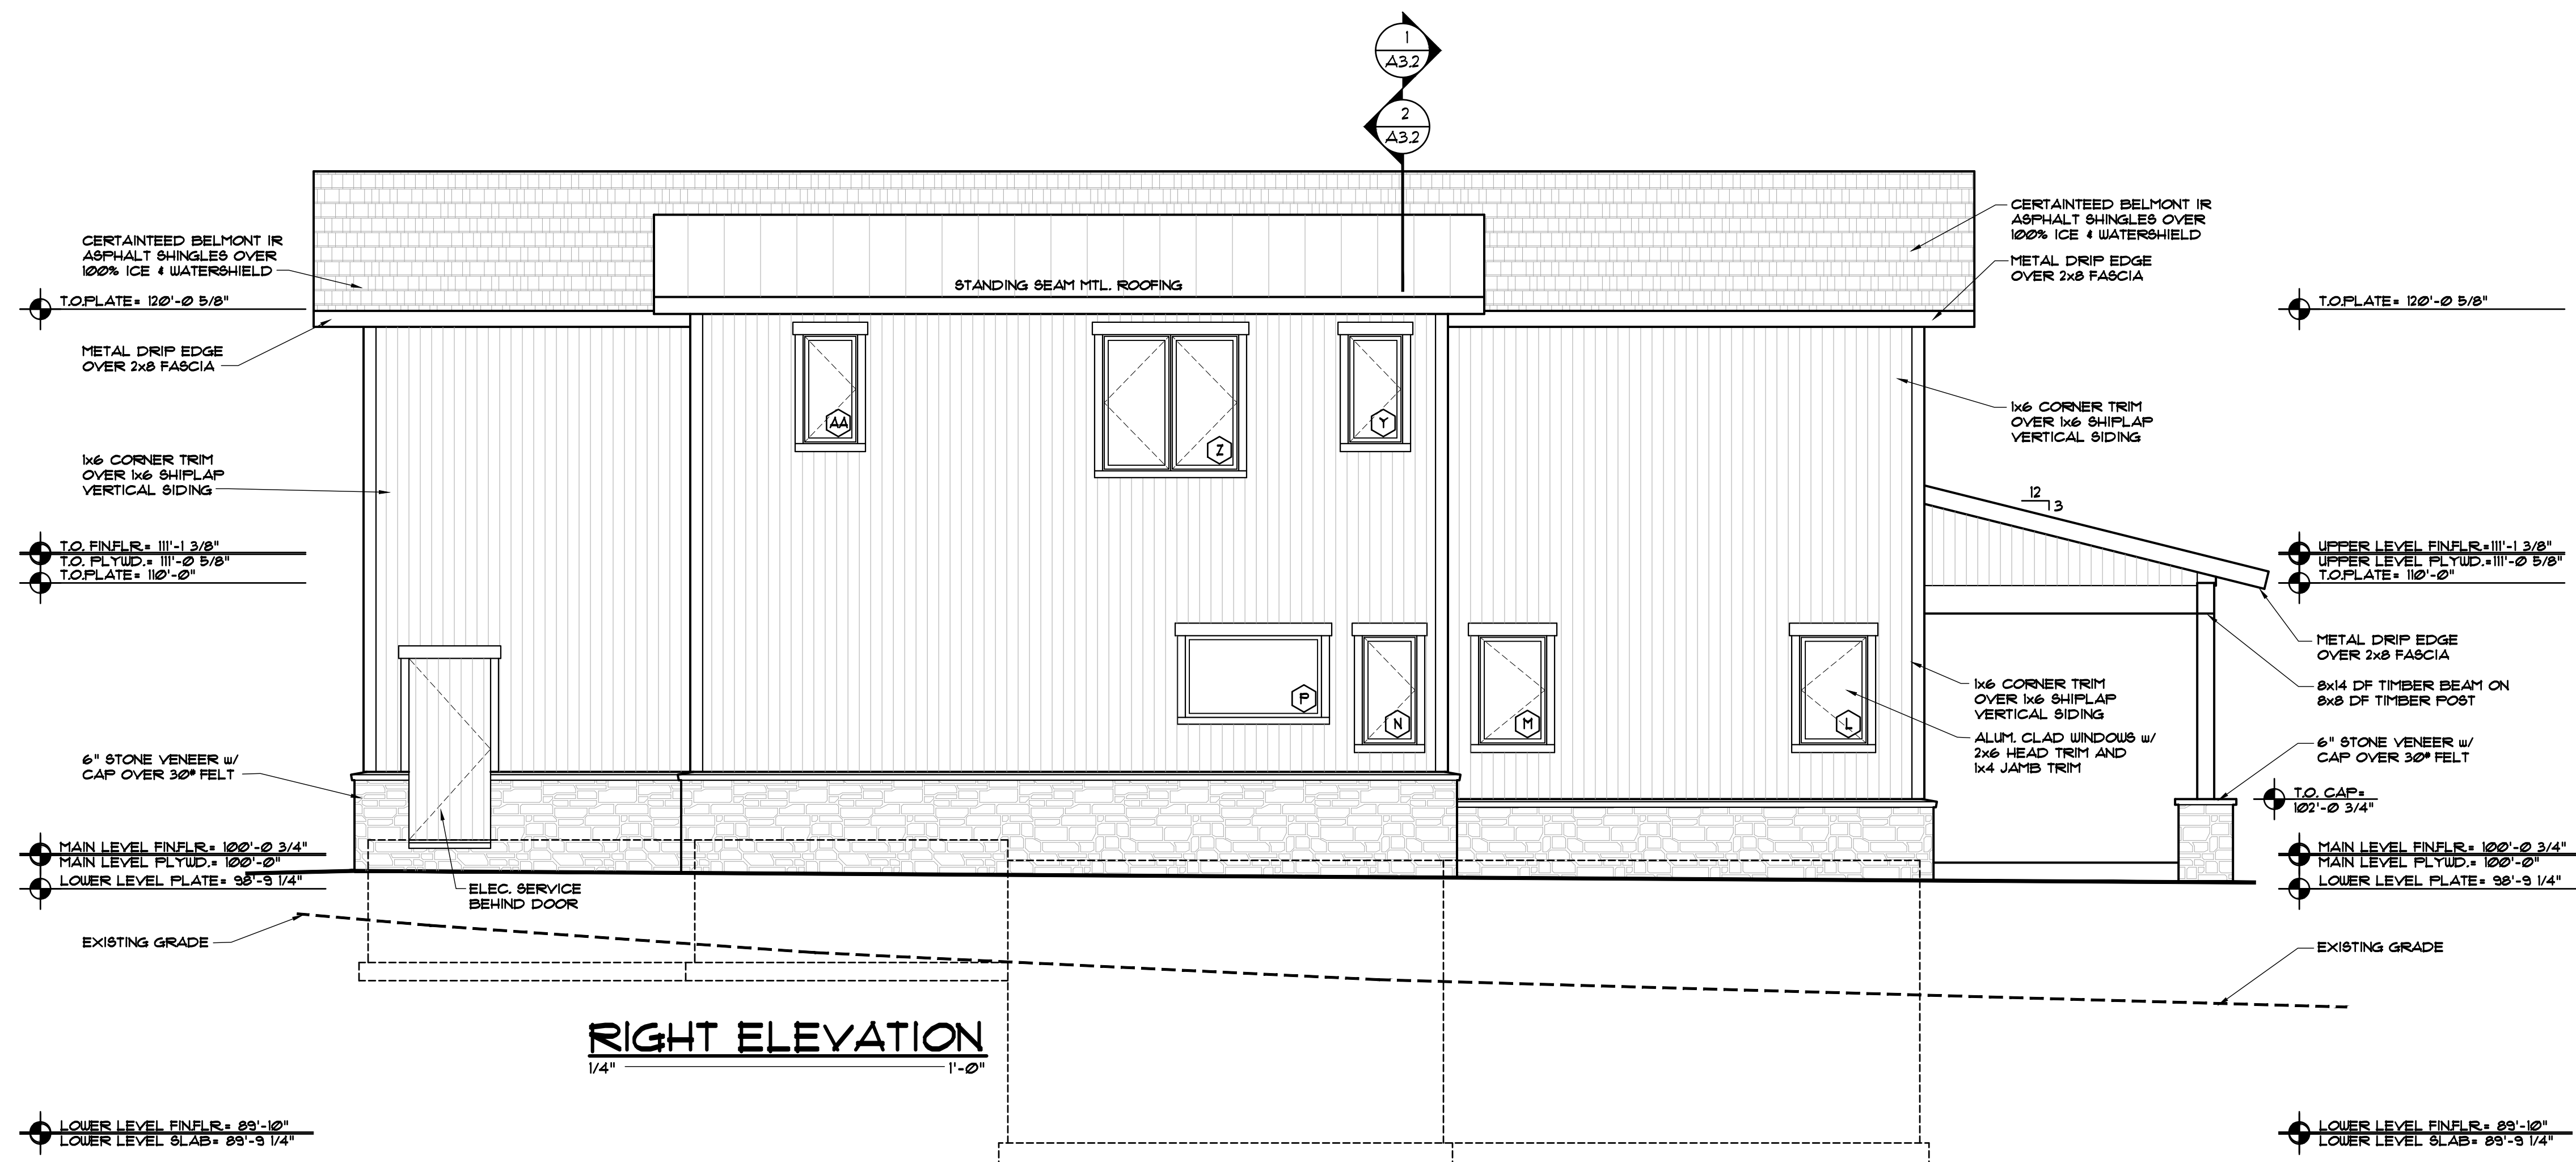 1
A3.2
2
A3.2
CERTAINTEED BELMONT IR
ASPHALT SHINGLES OVER
100% ICE & WATERSHIELD
T.O.PLATE= 120'-0 5/8"
METAL DRIP EDGE
OVER 2x8 FASCIA
1x6 CORNER TRIM
OVER 1x6 SHIPLAP
VERTICAL SIDING
T.O. FIN.FLR.= 111'-1 3/8"
T.O. PLYWD.= 111'-0 5/8"
T.O.PLATE= 110'-0"
6" STONE VENEER w/
CAP OVER 30# FELT
MAIN LEVEL FIN.FLR.= 100'-0 3/4"
MAIN LEVEL PLYWD.= 100'-0"
LOWER LEVEL PLATE= 98'-9 1/4"
EXISTING GRADE
LOWER LEVEL FIN.FLR.= 89'-10"
LOWER LEVEL SLAB= 89'-9 1/4"
STANDING SEAM MTL. ROOFING
AA
Z
Y
P
N
M
L
ELEC. SERVICE
BEHIND DOOR
RIGHT ELEVATION
1/4" 1'-0"
CERTAINTEED BELMONT IR
ASPHALT SHINGLES OVER
100% ICE & WATERSHIELD
METAL DRIP EDGE
OVER 2x8 FASCIA
1x6 CORNER TRIM
OVER 1x6 SHIPLAP
VERTICAL SIDING
12
3
1x6 CORNER TRIM
OVER 1x6 SHIPLAP
VERTICAL SIDING
ALUM. CLAD WINDOWS w/
2x6 HEAD TRIM AND
1x4 JAMB TRIM
T.O.PLATE= 120'-0 5/8"
UPPER LEVEL FIN.FLR.=111'-1 3/8"
UPPER LEVEL PLYWD.=111'-0 5/8"
T.O.PLATE= 110'-0"
METAL DRIP EDGE
OVER 2x8 FASCIA
8x14 DF TIMBER BEAM ON
8x8 DF TIMBER POST
6" STONE VENEER w/
CAP OVER 30# FELT
T.O. CAP=
102'-0 3/4"
MAIN LEVEL FIN.FLR.= 100'-0 3/4"
MAIN LEVEL PLYWD.= 100'-0"
LOWER LEVEL PLATE= 98'-9 1/4"
EXISTING GRADE
LOWER LEVEL FIN.FLR.= 89'-10"
LOWER LEVEL SLAB= 89'-9 1/4"